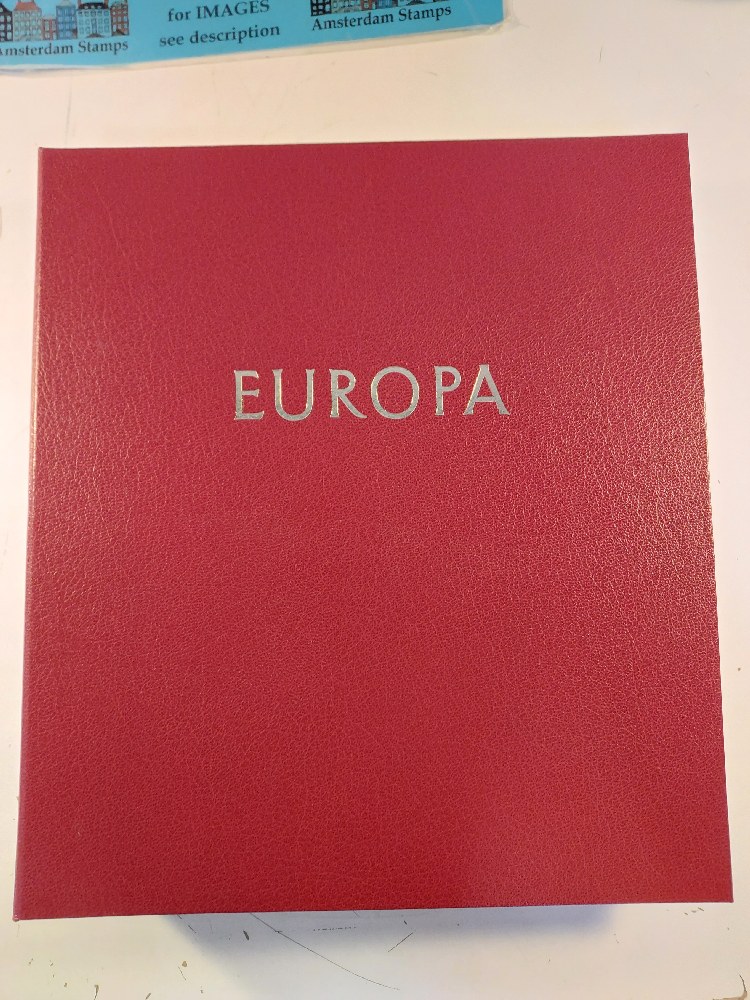 for IMAGES
see description
Amsterdam Stamps
Amsterdam Stamps
EUROPA